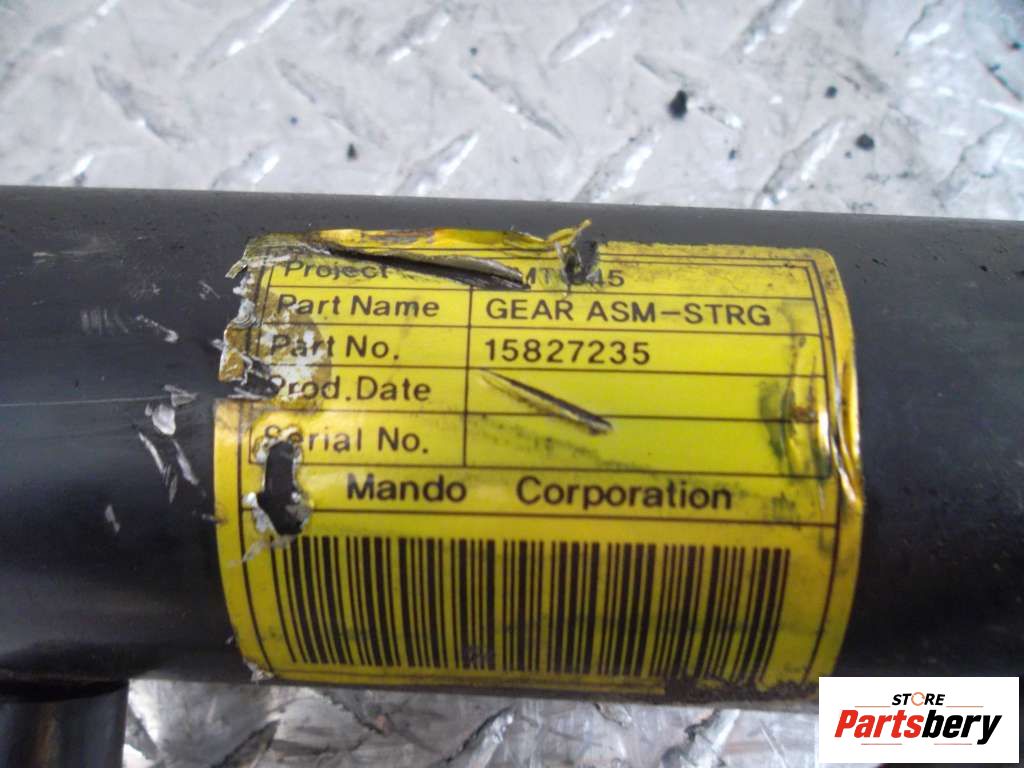 Project
Part Name GEAR ASM-STRG
Part No. 15827235
Prod.Date
Serial No.
Mando Corporation
STORE
Partsbery